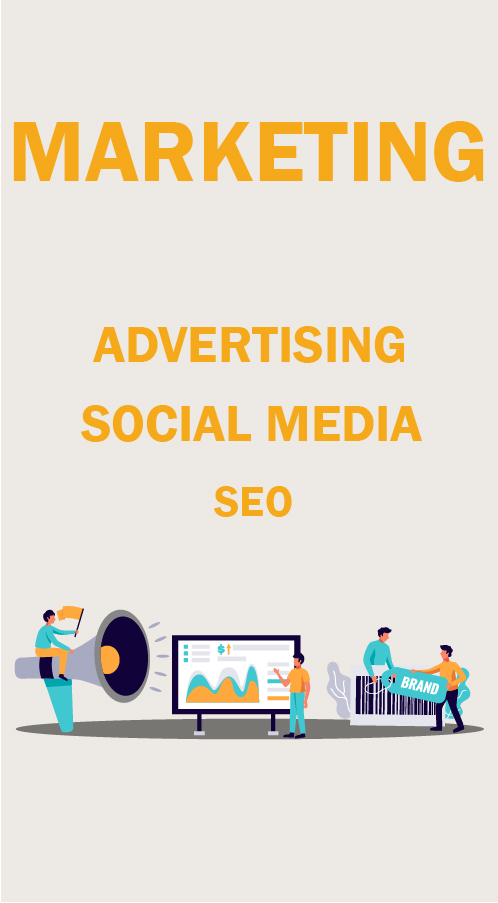 MARKETING
ADVERTISING
SOCIAL MEDIA
SEO
$
BRAND